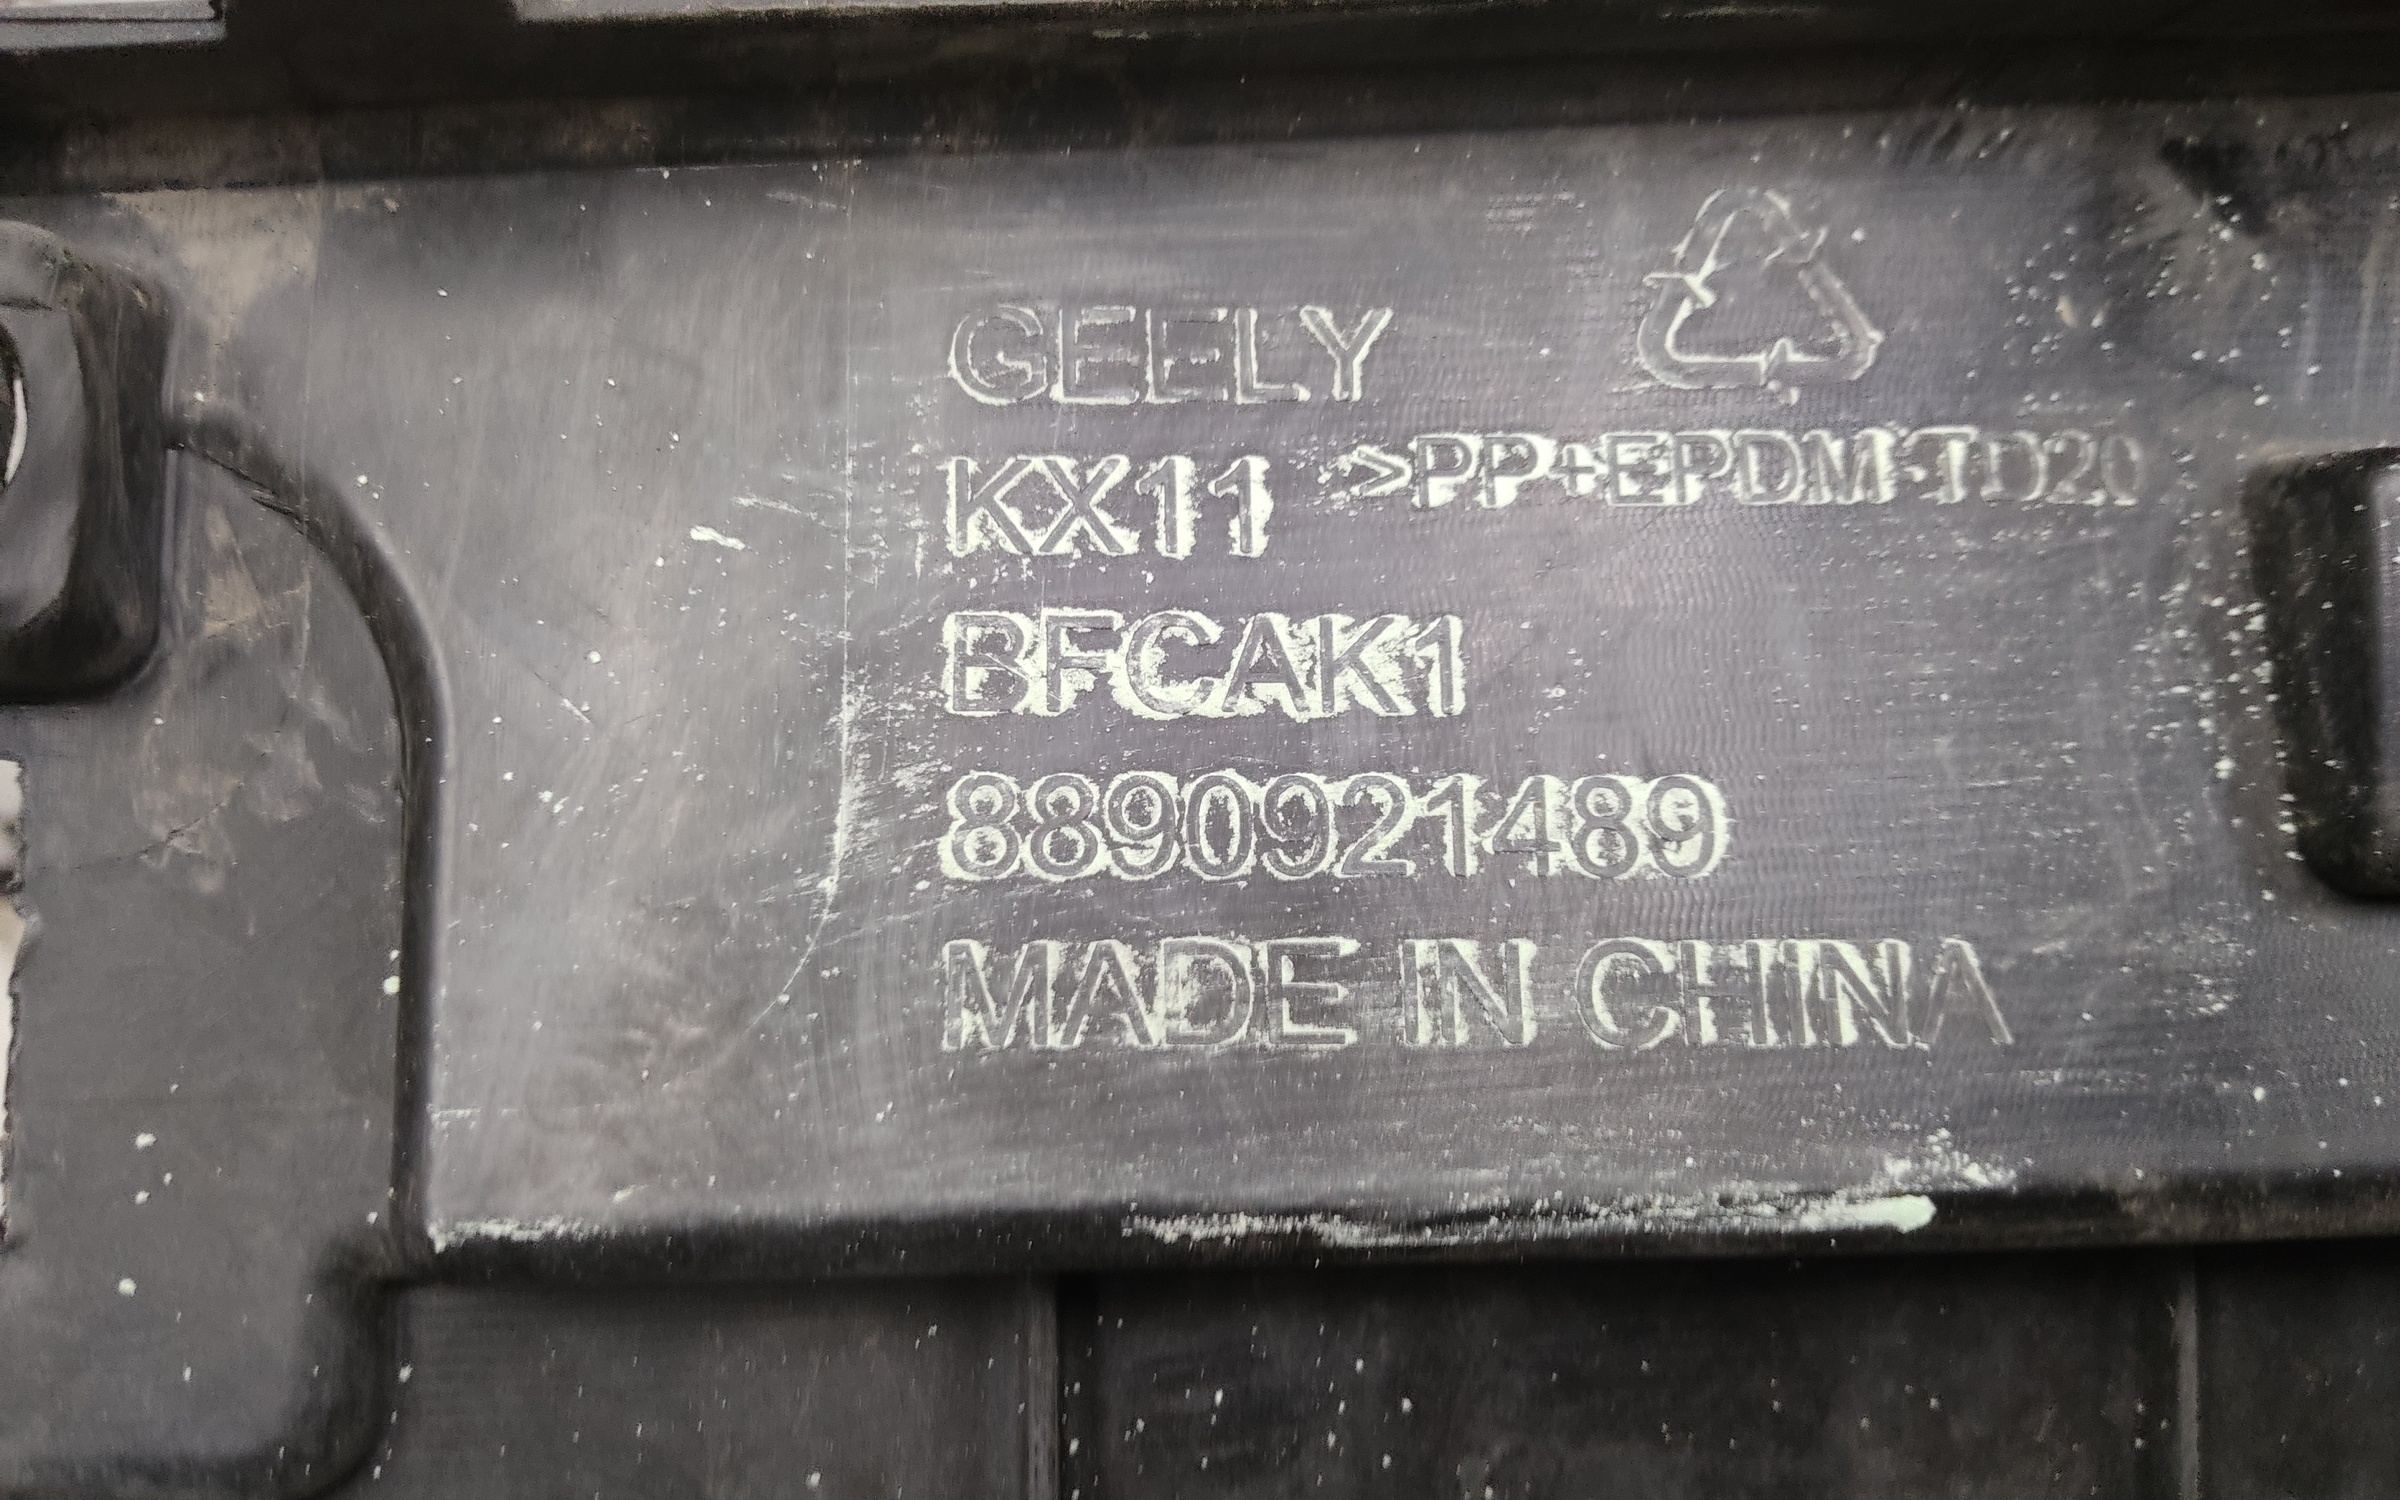 GEELY
KX11 >PP+EPDM-TD20
BFCAK1
8890921489
MADE IN CHINA